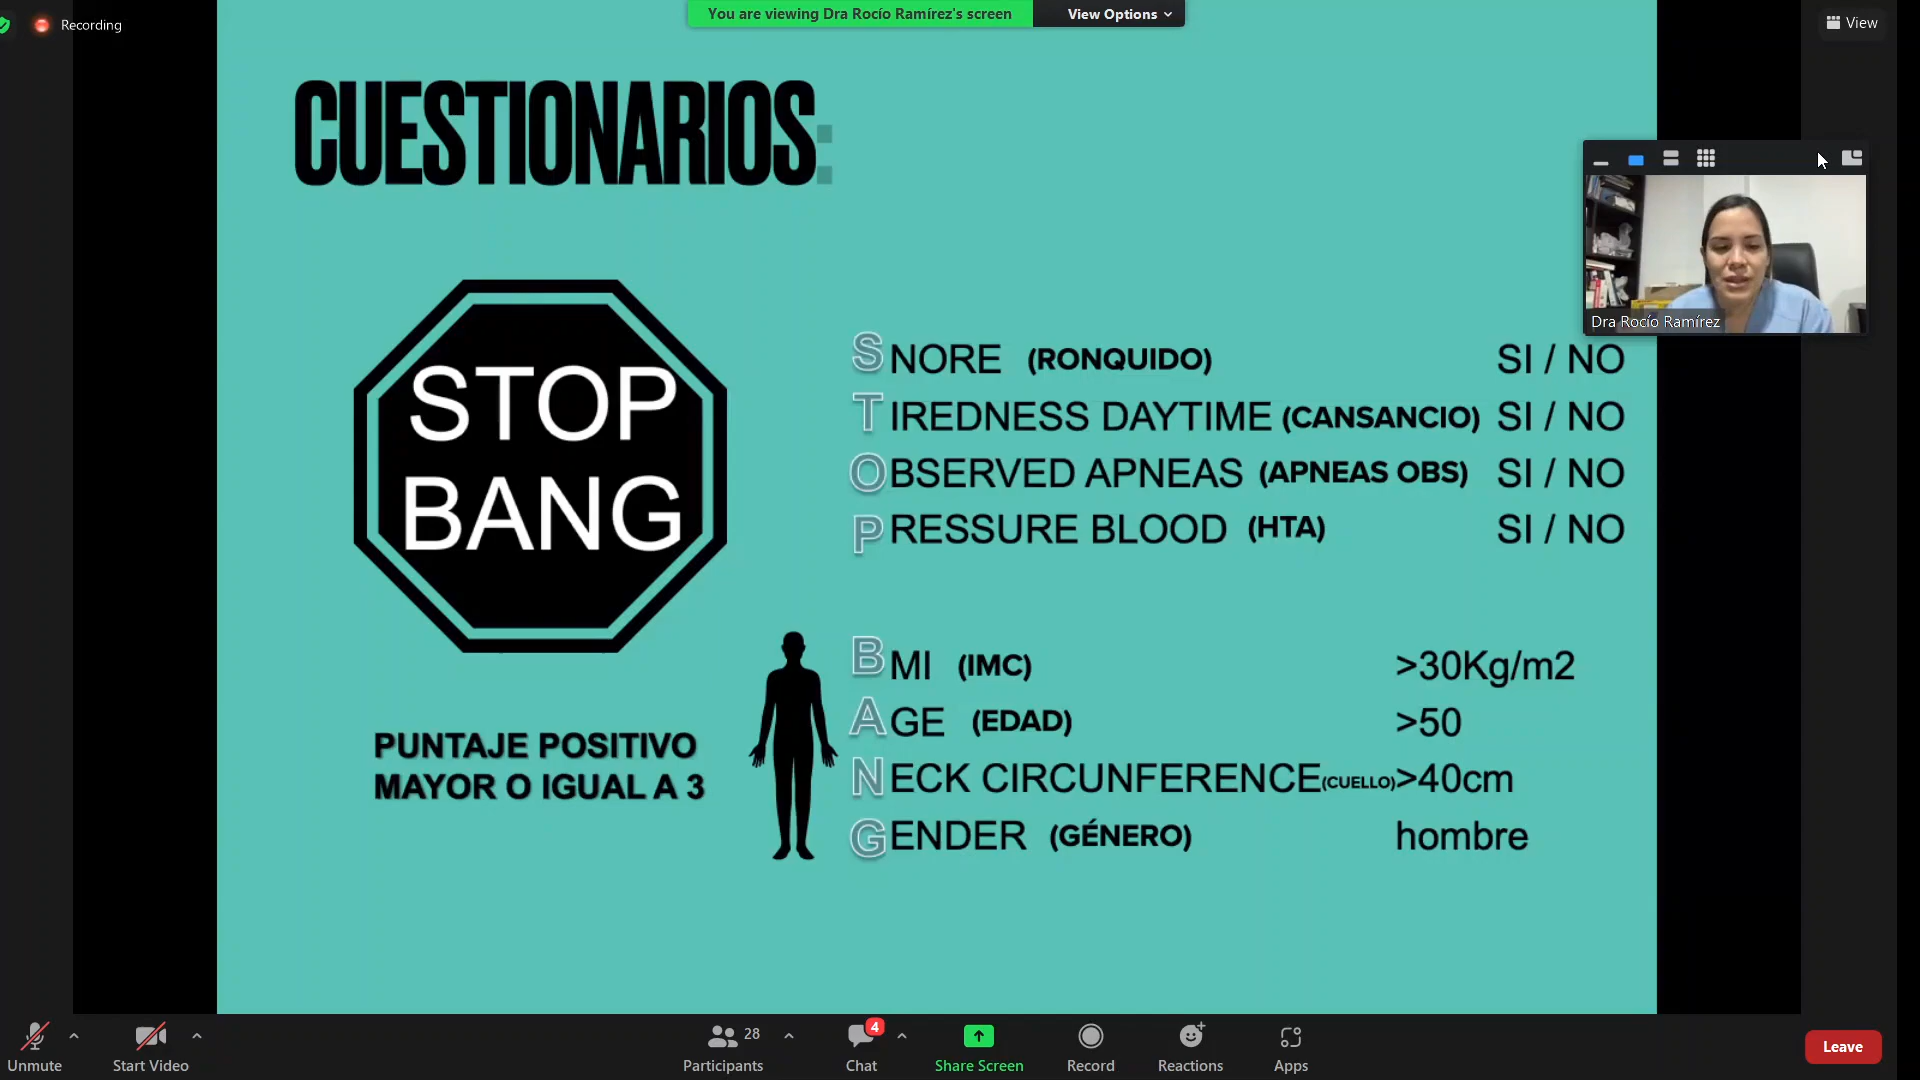 Recording
You are viewing Dra Rocío Ramírez's screen
View Options
View
CUESTIONARIOS:
Dra Rocío Ramírez
STOP
BANG
SNORE (RONQUIDO) SI / NO
TIREDNESS DAYTIME (CANSANCIO) SI / NO
OBSERVED APNEAS (APNEAS OBS) SI / NO
PRESSURE BLOOD (HTA) SI / NO
PUNTAJE POSITIVO
MAYOR O IGUAL A 3
BMI (IMC) >30Kg/m2
AGE (EDAD) >50
NECK CIRCUNFERENCE(CUELLO)>40cm
GENDER (GÉNERO) hombre
Unmute
Start Video
28
Participants
4
Chat
Share Screen
Record
Reactions
Apps
Leave